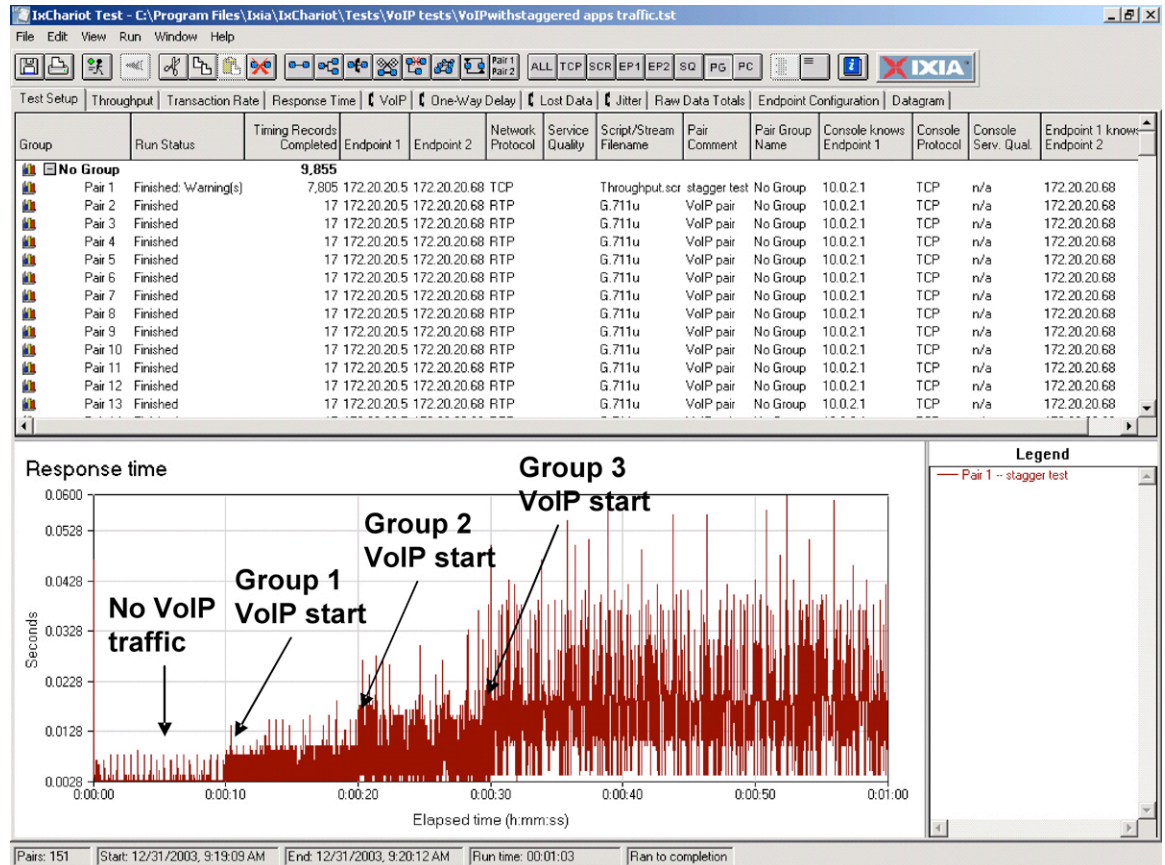 IxChariot Test - C:\Program Files\Ixia\IxChariot\Tests\VoIP tests\VoIPwithstaggered apps traffic.tst
File Edit View Run Window Help
Pair 1 Pair 2 ALL TCP SCR EP1 EP2 SQ PG PC i IXIA
Test Setup Throughput Transaction Rate Response Time VoIP One-Way Delay Lost Data Jitter Raw Data Totals Endpoint Configuration Datagram
Group Run Status Timing Records Completed Endpoint 1 Endpoint 2 Network Protocol Service Quality Script/Stream Filename Pair Comment Pair Group Name Console knows Endpoint 1 Console Protocol Console Serv. Qual. Endpoint 1 knows Endpoint 2
No Group 9,855
Pair 1 Finished: Warning(s) 7,805 172.20.20.5 172.20.20.68 TCP Throughput.scr stagger test No Group 10.0.2.1 TCP n/a 172.20.20.68
Pair 2 Finished 17 172.20.20.5 172.20.20.68 RTP G.711u VoIP pair No Group 10.0.2.1 TCP n/a 172.20.20.68
Pair 3 Finished 17 172.20.20.5 172.20.20.68 RTP G.711u VoIP pair No Group 10.0.2.1 TCP n/a 172.20.20.68
Pair 4 Finished 17 172.20.20.5 172.20.20.68 RTP G.711u VoIP pair No Group 10.0.2.1 TCP n/a 172.20.20.68
Pair 5 Finished 17 172.20.20.5 172.20.20.68 RTP G.711u VoIP pair No Group 10.0.2.1 TCP n/a 172.20.20.68
Pair 6 Finished 17 172.20.20.5 172.20.20.68 RTP G.711u VoIP pair No Group 10.0.2.1 TCP n/a 172.20.20.68
Pair 7 Finished 17 172.20.20.5 172.20.20.68 RTP G.711u VoIP pair No Group 10.0.2.1 TCP n/a 172.20.20.68
Pair 8 Finished 17 172.20.20.5 172.20.20.68 RTP G.711u VoIP pair No Group 10.0.2.1 TCP n/a 172.20.20.68
Pair 9 Finished 17 172.20.20.5 172.20.20.68 RTP G.711u VoIP pair No Group 10.0.2.1 TCP n/a 172.20.20.68
Pair 10 Finished 17 172.20.20.5 172.20.20.68 RTP G.711u VoIP pair No Group 10.0.2.1 TCP n/a 172.20.20.68
Pair 11 Finished 17 172.20.20.5 172.20.20.68 RTP G.711u VoIP pair No Group 10.0.2.1 TCP n/a 172.20.20.68
Pair 12 Finished 17 172.20.20.5 172.20.20.68 RTP G.711u VoIP pair No Group 10.0.2.1 TCP n/a 172.20.20.68
Pair 13 Finished 17 172.20.20.5 172.20.20.68 RTP G.711u VoIP pair No Group 10.0.2.1 TCP n/a 172.20.20.68
Response time
Legend
Pair 1 -- stagger test
Group 3
VoIP start
Group 2
VoIP start
Group 1
VoIP start
No VoIP
traffic
Seconds
0.0600
0.0528
0.0428
0.0328
0.0228
0.0128
0.0028
0:00:00 0:00:10 0:00:20 0:00:30 0:00:40 0:00:50 0:01:00
Elapsed time (h:mm:ss)
Pairs: 151 Start: 12/31/2003, 9:19:09 AM End: 12/31/2003, 9:20:12 AM Run time: 00:01:03 Ran to completion